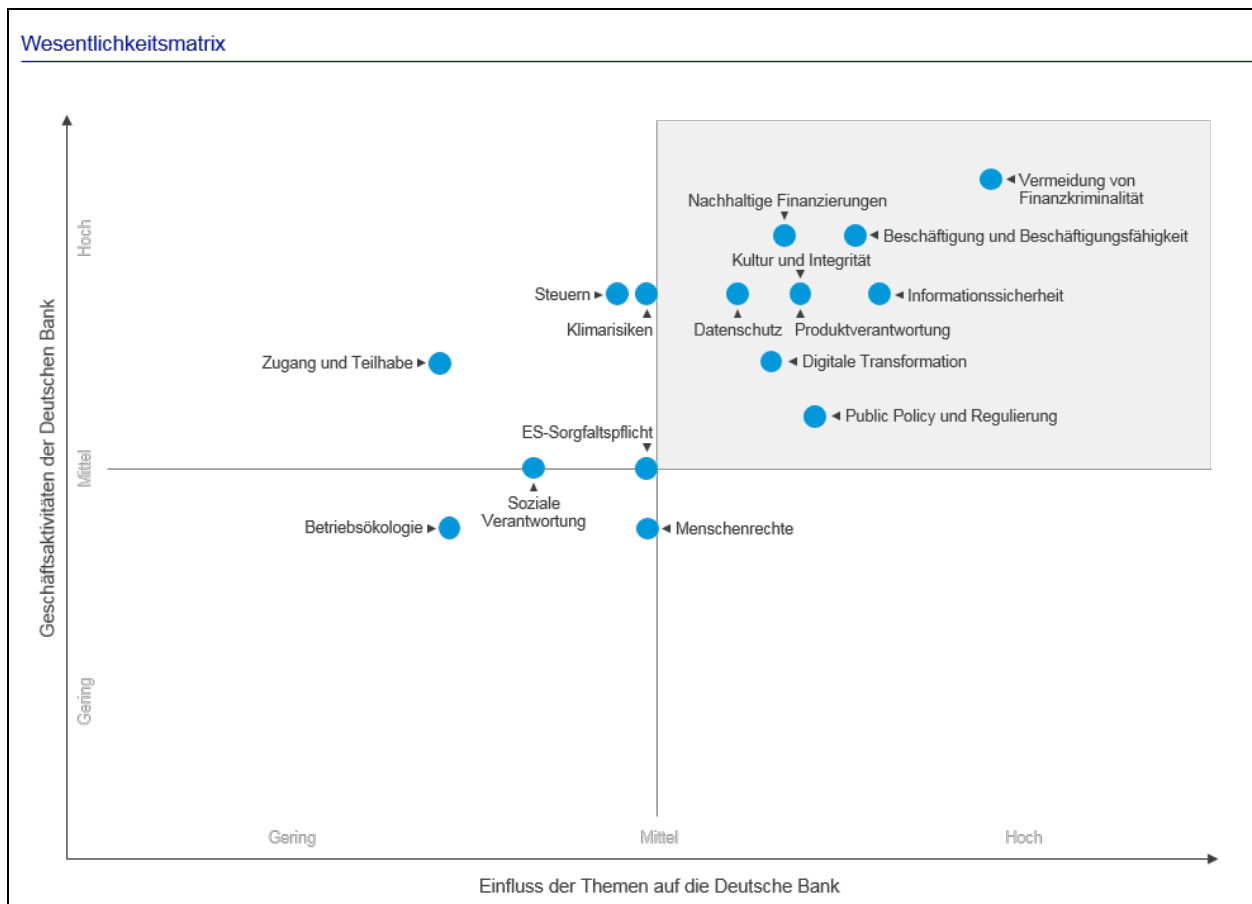 Wesentlichkeitsmatrix
Geschäftsaktivitäten der Deutschen Bank
Hoch
Mittel
Gering
Vermeidung von
Finanzkriminalität
Nachhaltige Finanzierungen
Beschäftigung und Beschäftigungsfähigkeit
Kultur und Integrität
Steuern
Informationssicherheit
Klimarisiken
Datenschutz
Produktverantwortung
Zugang und Teilhabe
Digitale Transformation
Public Policy und Regulierung
ES-Sorgfaltspflicht
Soziale
Verantwortung
Betriebsökologie
Menschenrechte
Gering
Mittel
Hoch
Einfluss der Themen auf die Deutsche Bank